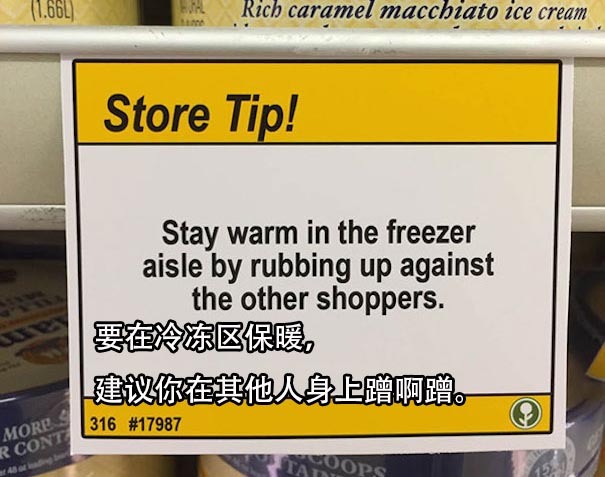 (1.66L)
Rich caramel macchiato ice cream
Store Tip!
Stay warm in the freezer
aisle by rubbing up against
the other shoppers.
要在冷冻区保暖,
建议你在其他人身上蹭啊蹭。
316 #17987
MORE